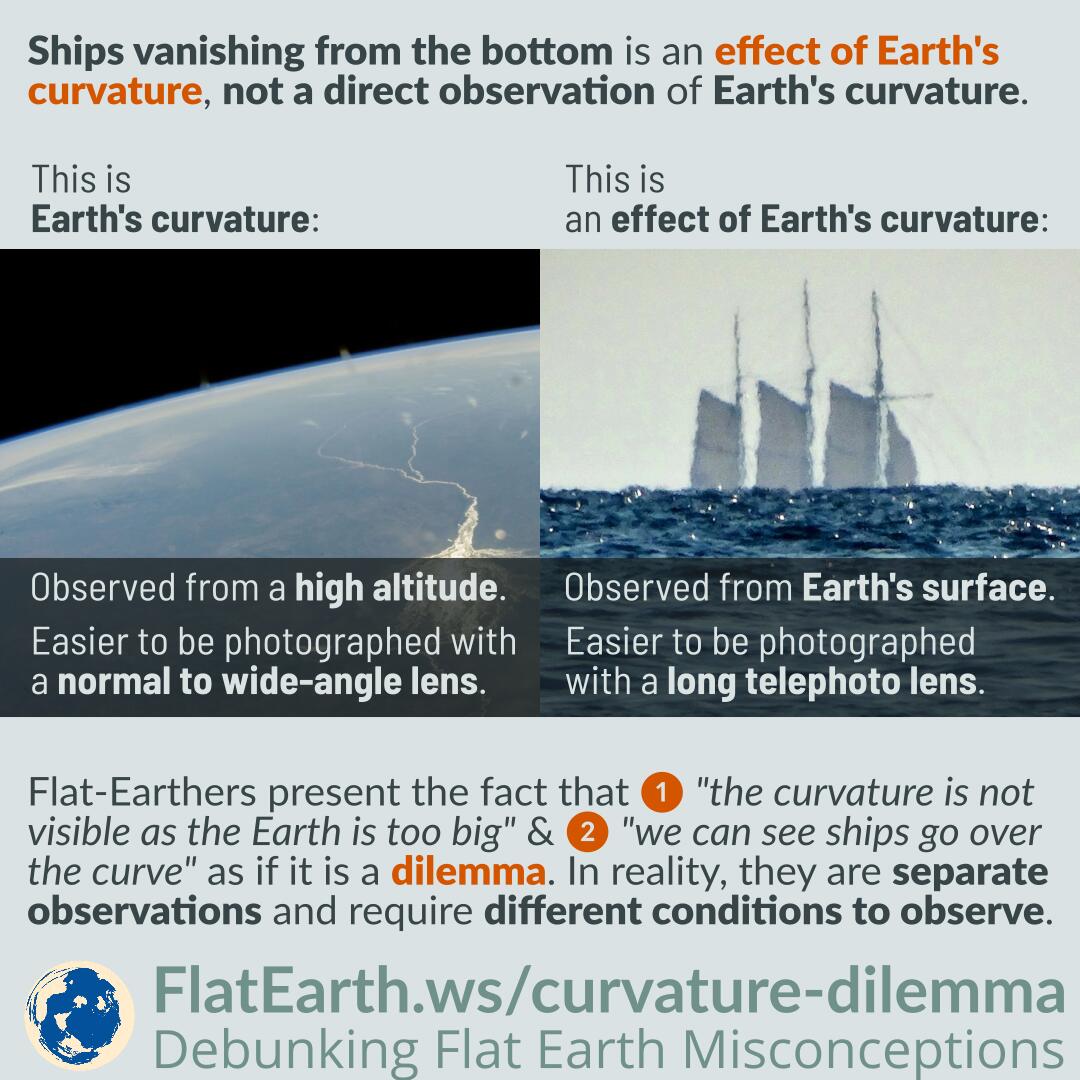 Ships vanishing from the bottom is an effect of Earth's
curvature, not a direct observation of Earth's curvature.
This is
Earth's curvature:
This is
an effect of Earth's curvature:
Observed from a high altitude.
Easier to be photographed with
a normal to wide-angle lens.
Observed from Earth's surface.
Easier to be photographed
with a long telephoto lens.
Flat-Earthers present the fact that 1 "the curvature is not
visible as the Earth is too big" & 2 "we can see ships go over
the curve" as if it is a dilemma. In reality, they are separate
observations and require different conditions to observe.
FlatEarth.ws/curvature-dilemma
Debunking Flat Earth Misconceptions